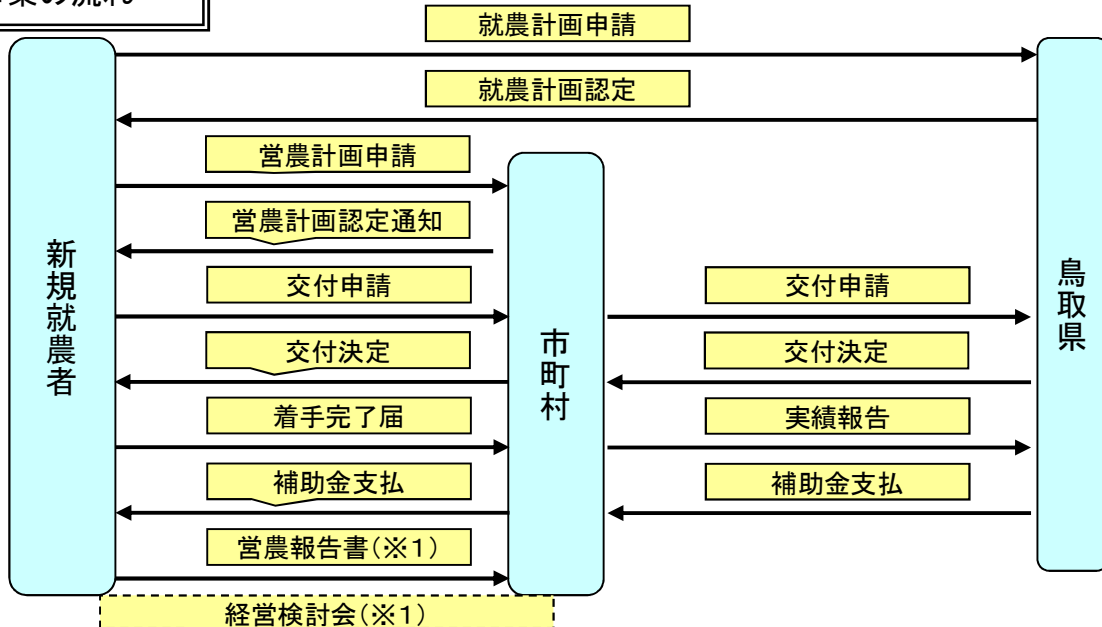 の流れ
就農計画申請
就農計画認定
営農計画申請
営農計画認定通知
交付申請
交付申請
交付決定
交付決定
着手完了届
実績報告
補助金支払
補助金支払
営農報告書(※1)
経営検討会(※1)
新規就農者
市町村
鳥取県